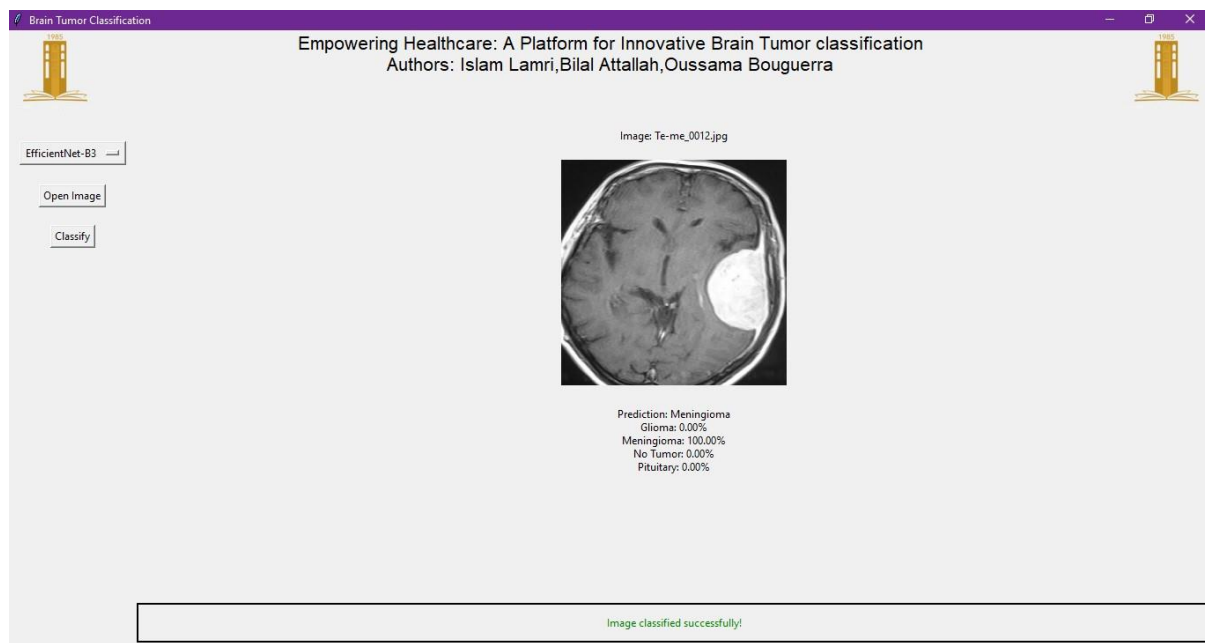 Brain Tumor Classification
1985
Empowering Healthcare: A Platform for Innovative Brain Tumor classification
Authors: Islam Lamri,Bilal Attallah,Oussama Bouguerra
1985
EfficientNet-B3
Open Image
Classify
Image: Te-me_0012.jpg
Prediction: Meningioma
Glioma: 0.00%
Meningioma: 100.00%
No Tumor: 0.00%
Pituitary: 0.00%
Image classified successfully!